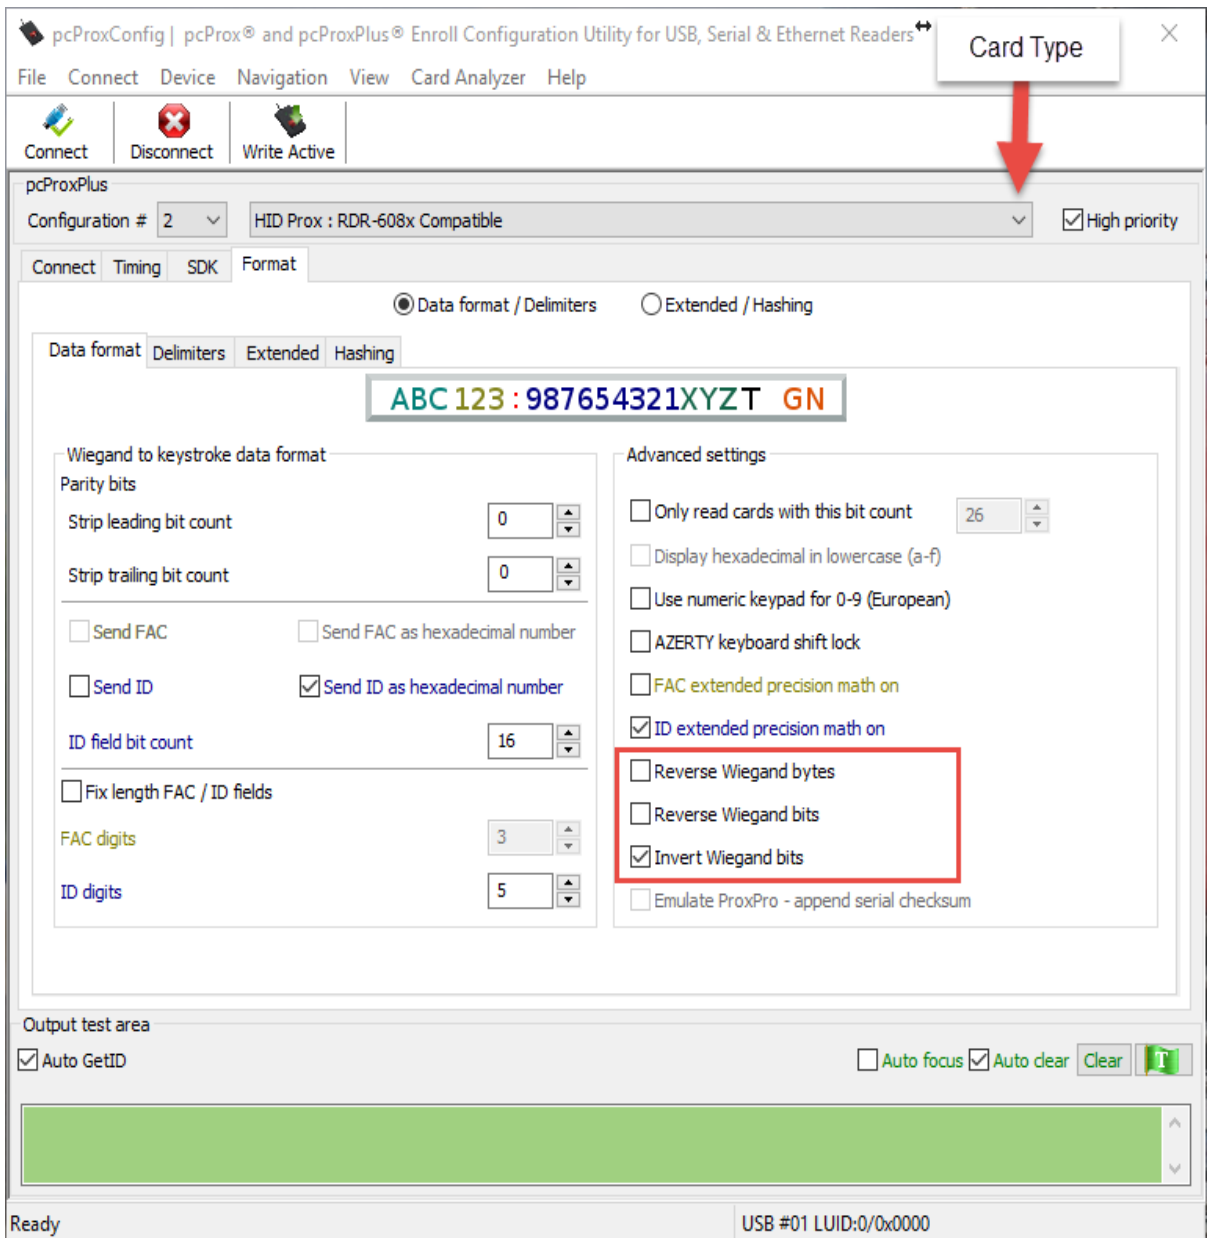 pcProxConfig | pcProx® and pcProxPlus® Enroll Configuration Utility for USB, Serial & Ethernet Readers
Card Type
File Connect Device Navigation View Card Analyzer Help
Connect Disconnect Write Active
pcProxPlus
Configuration # 2 HID Prox : RDR-608x Compatible High priority
Connect Timing SDK Format
Data format / Delimiters Extended / Hashing
Data format Delimiters Extended Hashing
ABC 123 : 987654321XYZT GN
Wiegand to keystroke data format
Parity bits
Strip leading bit count 0
Strip trailing bit count 0
Send FAC Send FAC as hexadecimal number
Send ID Send ID as hexadecimal number
ID field bit count 16
Fix length FAC / ID fields
FAC digits 3
ID digits 5
Advanced settings
Only read cards with this bit count 26
Display hexadecimal in lowercase (a-f)
Use numeric keypad for 0-9 (European)
AZERTY keyboard shift lock
FAC extended precision math on
ID extended precision math on
Reverse Wiegand bytes
Reverse Wiegand bits
Invert Wiegand bits
Emulate ProxPro - append serial checksum
Output test area
Auto GetID Auto focus Auto clear Clear T
Ready USB #01 LUID:0/0x0000